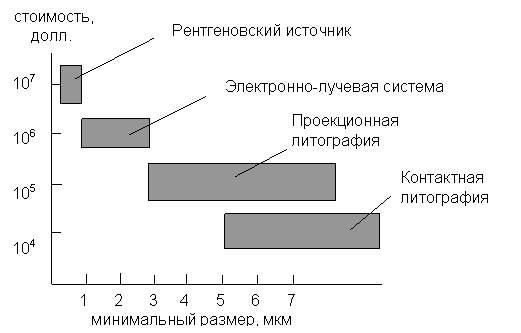 стоимость,
долл.
Рентгеновский источник
Электронно-лучевая система
Проекционная
литография
Контактная
литография
10⁷
10⁶
10⁵
10⁴
1 2 3 4 5 6 7
минимальный размер, мкм